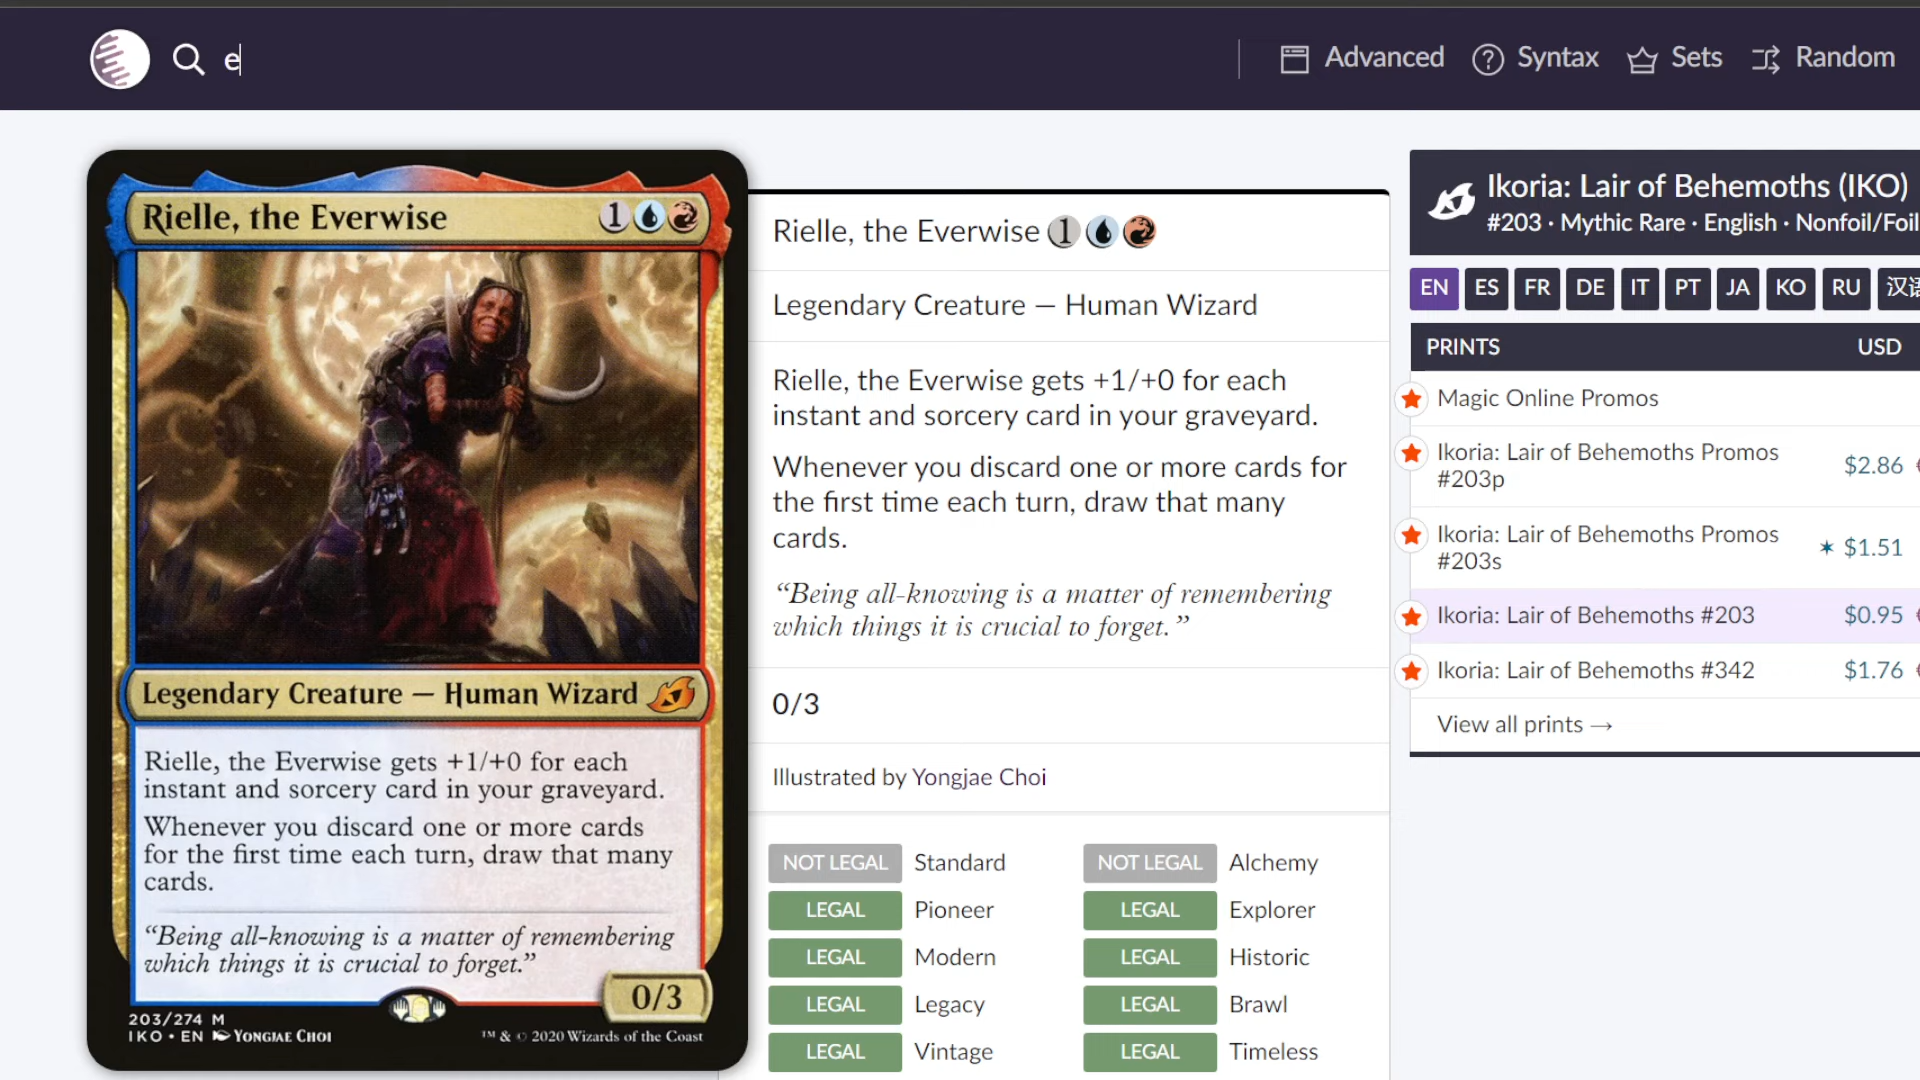 e
Advanced
Syntax
Sets
Random
Rielle, the Everwise 1
Legendary Creature — Human Wizard
Rielle, the Everwise gets +1/+0 for each
instant and sorcery card in your graveyard.
Whenever you discard one or more cards
for the first time each turn, draw that many
cards.
“Being all-knowing is a matter of remembering
which things it is crucial to forget.”
0/3
203/274 M
IKO • EN Yongjae Choi
™ & © 2020 Wizards of the Coast
Rielle, the Everwise 1
Legendary Creature — Human Wizard
Rielle, the Everwise gets +1/+0 for each
instant and sorcery card in your graveyard.
Whenever you discard one or more cards for
the first time each turn, draw that many
cards.
“Being all-knowing is a matter of remembering
which things it is crucial to forget.”
0/3
Illustrated by Yongjae Choi
NOT LEGAL Standard
NOT LEGAL Alchemy
LEGAL Pioneer
LEGAL Explorer
LEGAL Modern
LEGAL Historic
LEGAL Legacy
LEGAL Brawl
LEGAL Vintage
LEGAL Timeless
Ikoria: Lair of Behemoths (IKO)
#203 · Mythic Rare · English · Nonfoil/Foil
EN ES FR DE IT PT JA KO RU 汉语
PRINTS USD
Magic Online Promos
Ikoria: Lair of Behemoths Promos
#203p
$2.86
Ikoria: Lair of Behemoths Promos
#203s
✶ $1.51
Ikoria: Lair of Behemoths #203 $0.95
Ikoria: Lair of Behemoths #342 $1.76
View all prints →